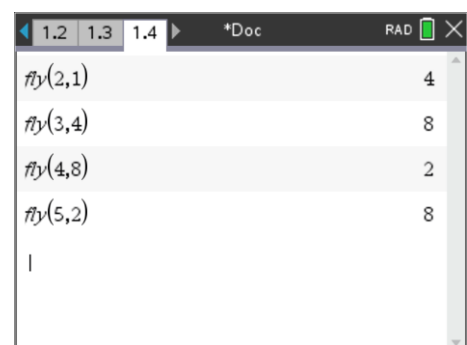 1.2 1.3 1.4 *Doc RAD
fly(2,1) 4
fly(3,4) 8
fly(4,8) 2
fly(5,2) 8